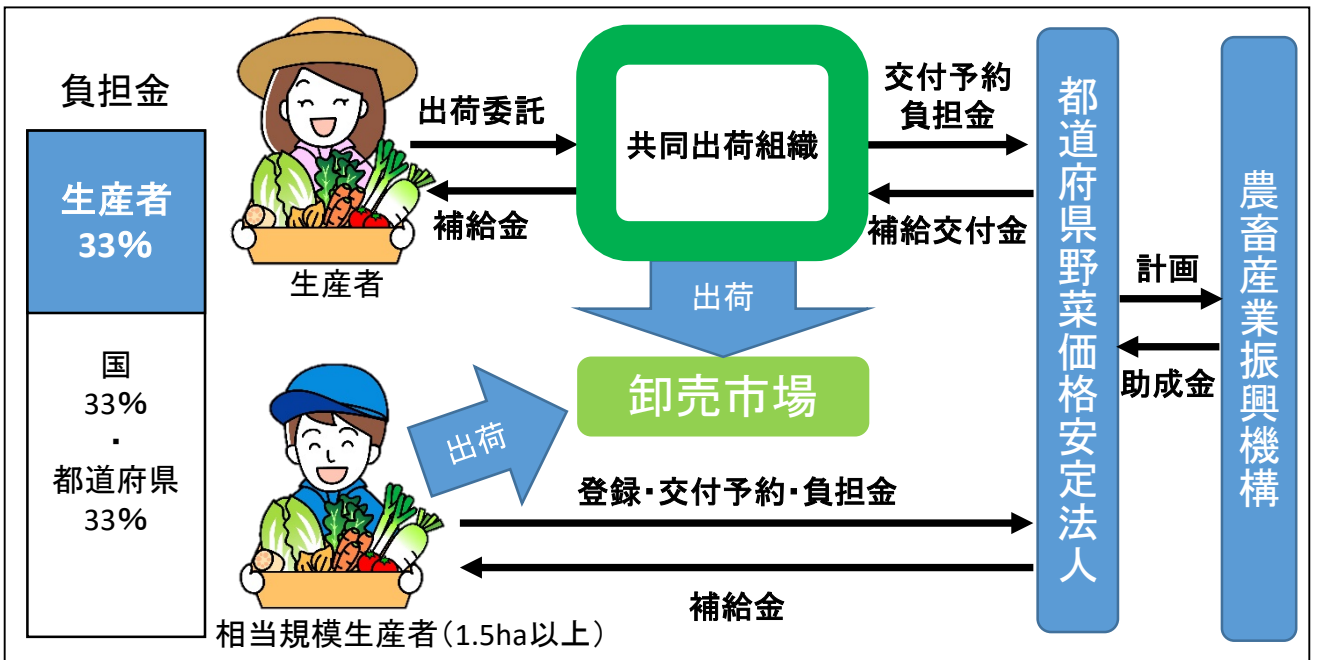 負担金
生産者
33%
国
33%
・
都道府県
33%
出荷委託
補給金
生産者
共同出荷組織
交付予約
負担金
補給交付金
出荷
卸売市場
出荷
登録・交付予約・負担金
補給金
相当規模生産者（1.5ha以上）
都道府県野菜価格安定法人
計画
助成金
農畜産業振興機構